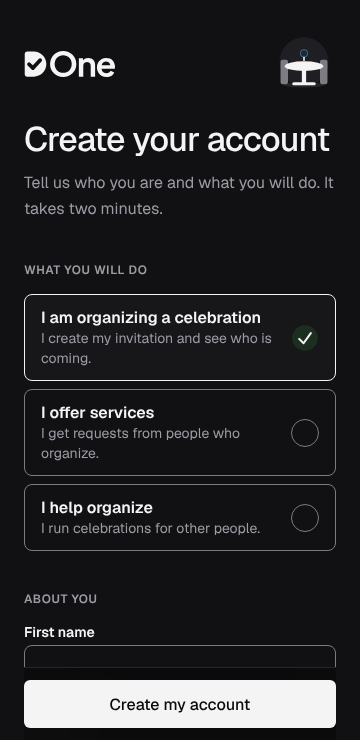 One
Create your account
Tell us who you are and what you will do. It
takes two minutes.
WHAT YOU WILL DO
I am organizing a celebration
I create my invitation and see who is
coming.
I offer services
I get requests from people who
organize.
I help organize
I run celebrations for other people.
ABOUT YOU
First name
Create my account